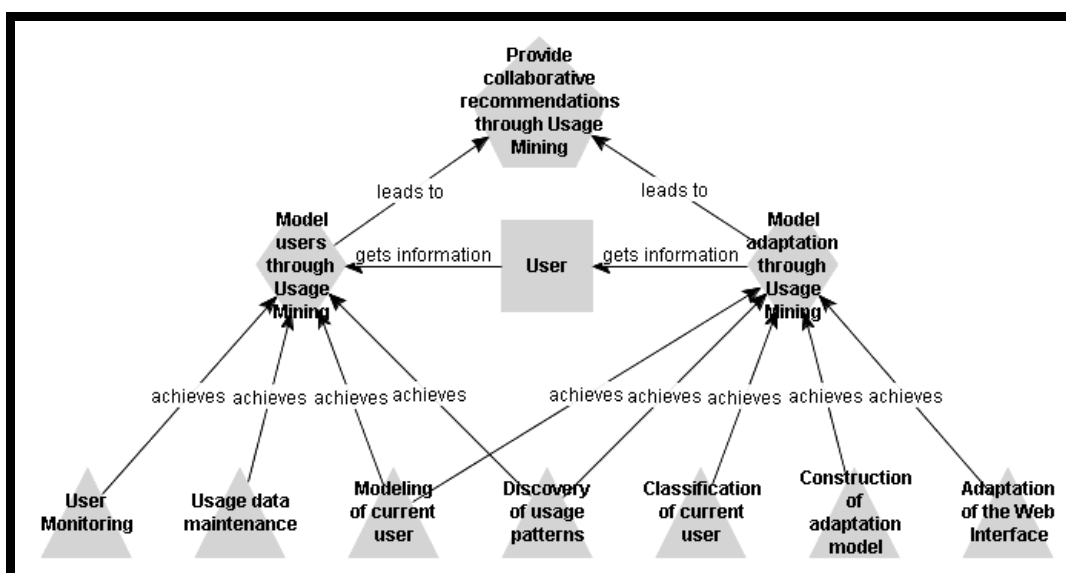 Provide
collaborative
recommendations
through Usage
Mining
leads to
leads to
Model
users
through
Usage
Mining
gets information
User
gets information
Model
adaptation
through
Usage
Mining
achieves
achieves
achieves
achieves
achieves
achieves
achieves
achieves
achieves
User
Monitoring
Usage data
maintenance
Modeling
of current
user
Discovery
of usage
patterns
Classification
of current
user
Construction
of
adaptation
model
Adaptation
of the Web
Interface